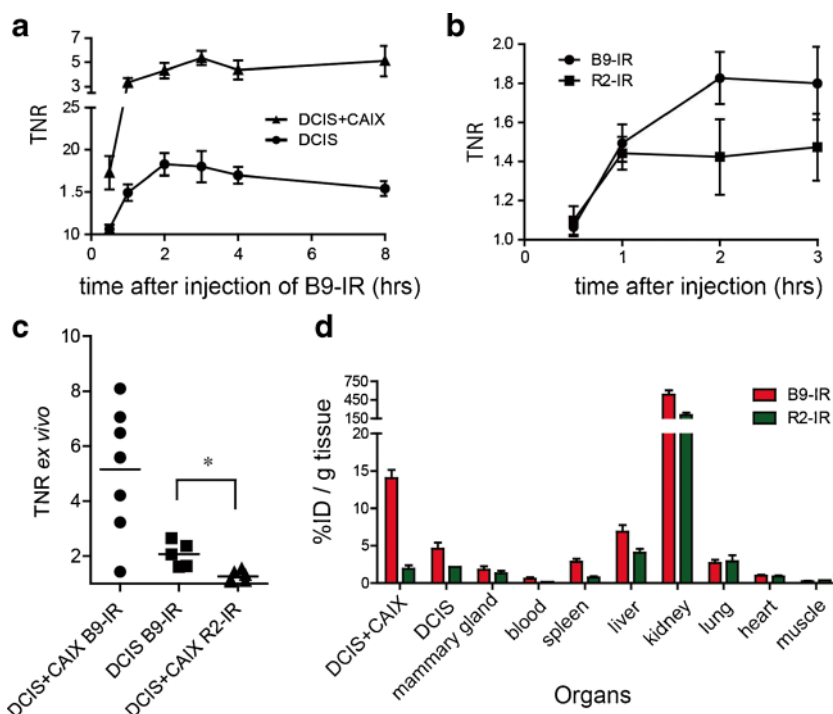 a
7
5
3
25
20
15
10
TNR
DCIS+CAIX
DCIS
0 2 4 6 8
time after injection of B9-IR (hrs)
b
2.0
1.8
1.6
1.4
1.2
1.0
TNR
B9-IR
R2-IR
0 1 2 3
time after injection (hrs)
c
10
8
6
4
2
TNR ex vivo
*
DCIS+CAIX B9-IR
DCIS B9-IR
DCIS+CAIX R2-IR
d
750
450
150
20
15
10
5
0
%ID / g tissue
B9-IR
R2-IR
DCIS+CAIX
DCIS
mammary gland
blood
spleen
liver
kidney
lung
heart
muscle
Organs